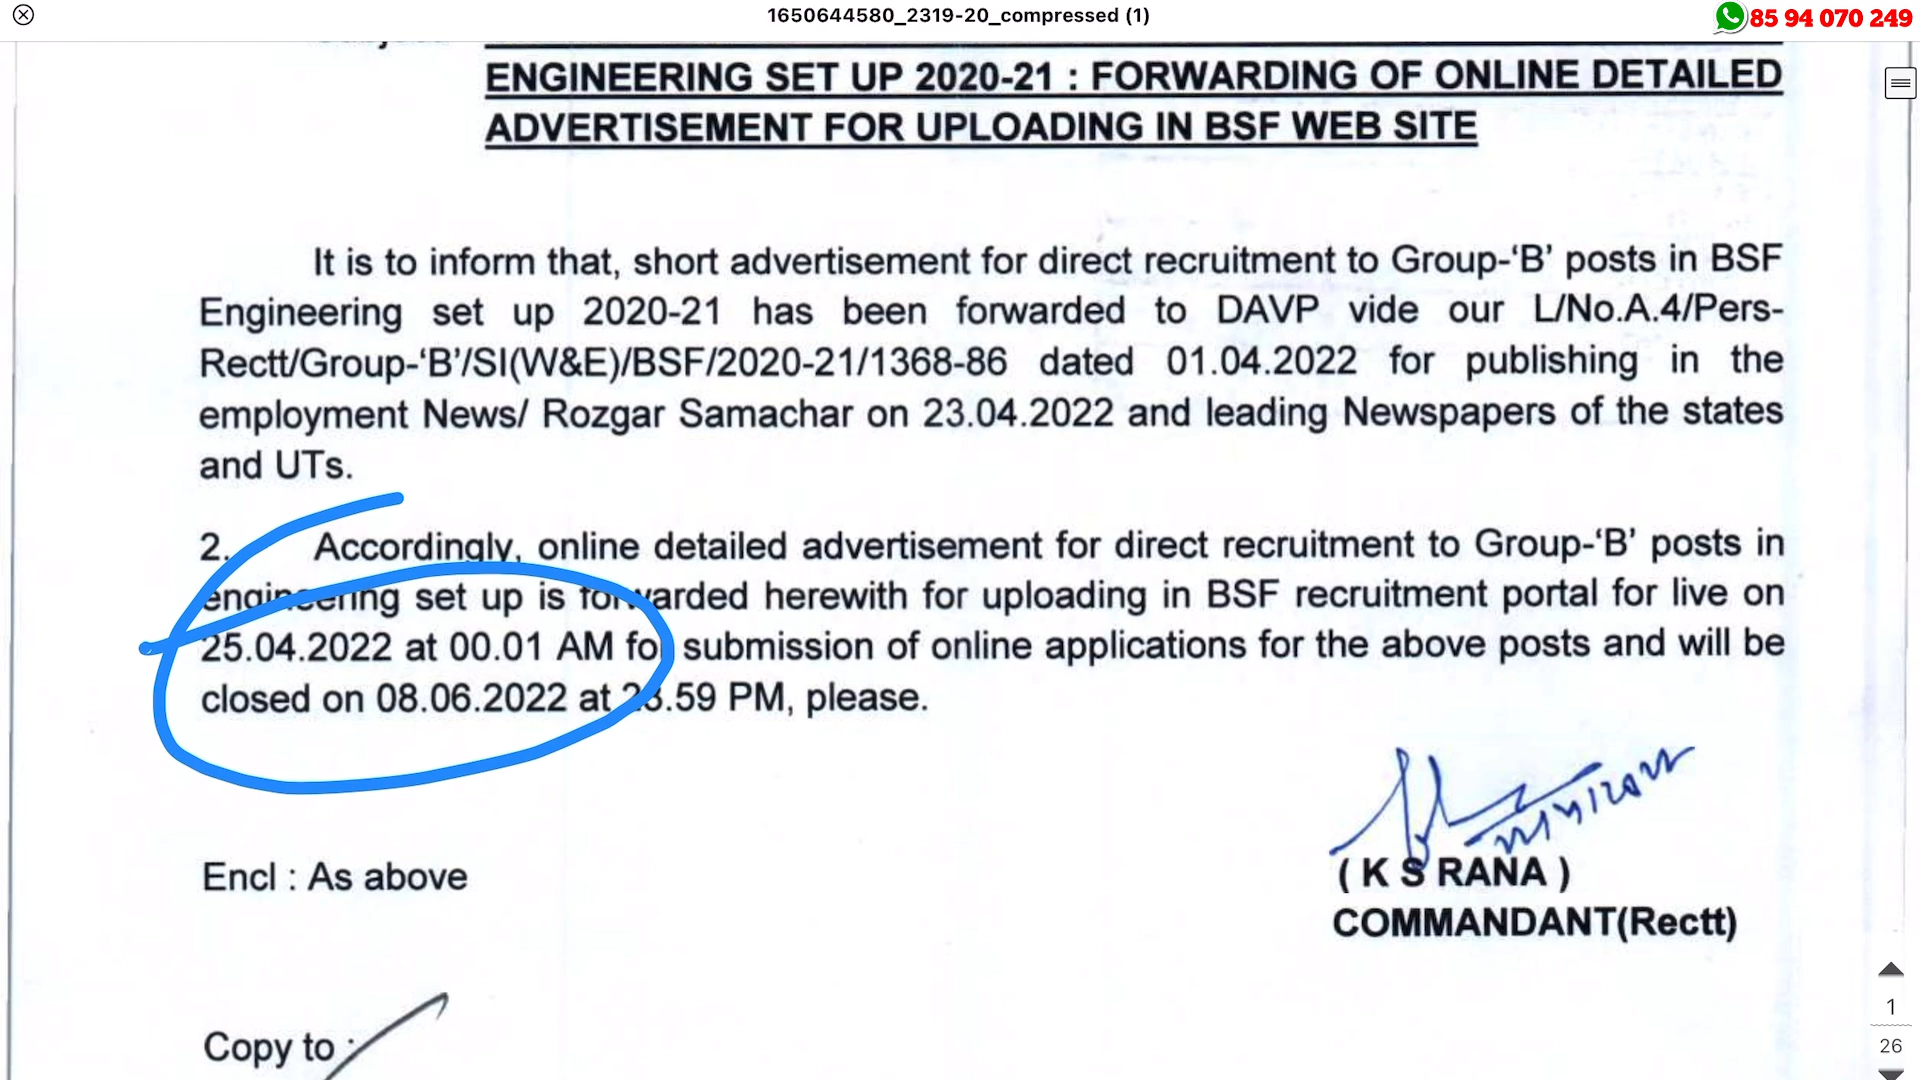 1650644580_2319-20_compressed (1)
85 94 070 249
ENGINEERING SET UP 2020-21 : FORWARDING OF ONLINE DETAILED
ADVERTISEMENT FOR UPLOADING IN BSF WEB SITE
It is to inform that, short advertisement for direct recruitment to Group-‘B’ posts in BSF
Engineering set up 2020-21 has been forwarded to DAVP vide our L/No.A.4/Pers-
Rectt/Group-‘B’/SI(W&E)/BSF/2020-21/1368-86 dated 01.04.2022 for publishing in the
employment News/ Rozgar Samachar on 23.04.2022 and leading Newspapers of the states
and UTs.
2. Accordingly, online detailed advertisement for direct recruitment to Group-‘B’ posts in
engineering set up is forwarded herewith for uploading in BSF recruitment portal for live on
25.04.2022 at 00.01 AM for submission of online applications for the above posts and will be
closed on 08.06.2022 at 23.59 PM, please.
Encl : As above
( K S RANA )
COMMANDANT(Rectt)
Copy to :
1
26